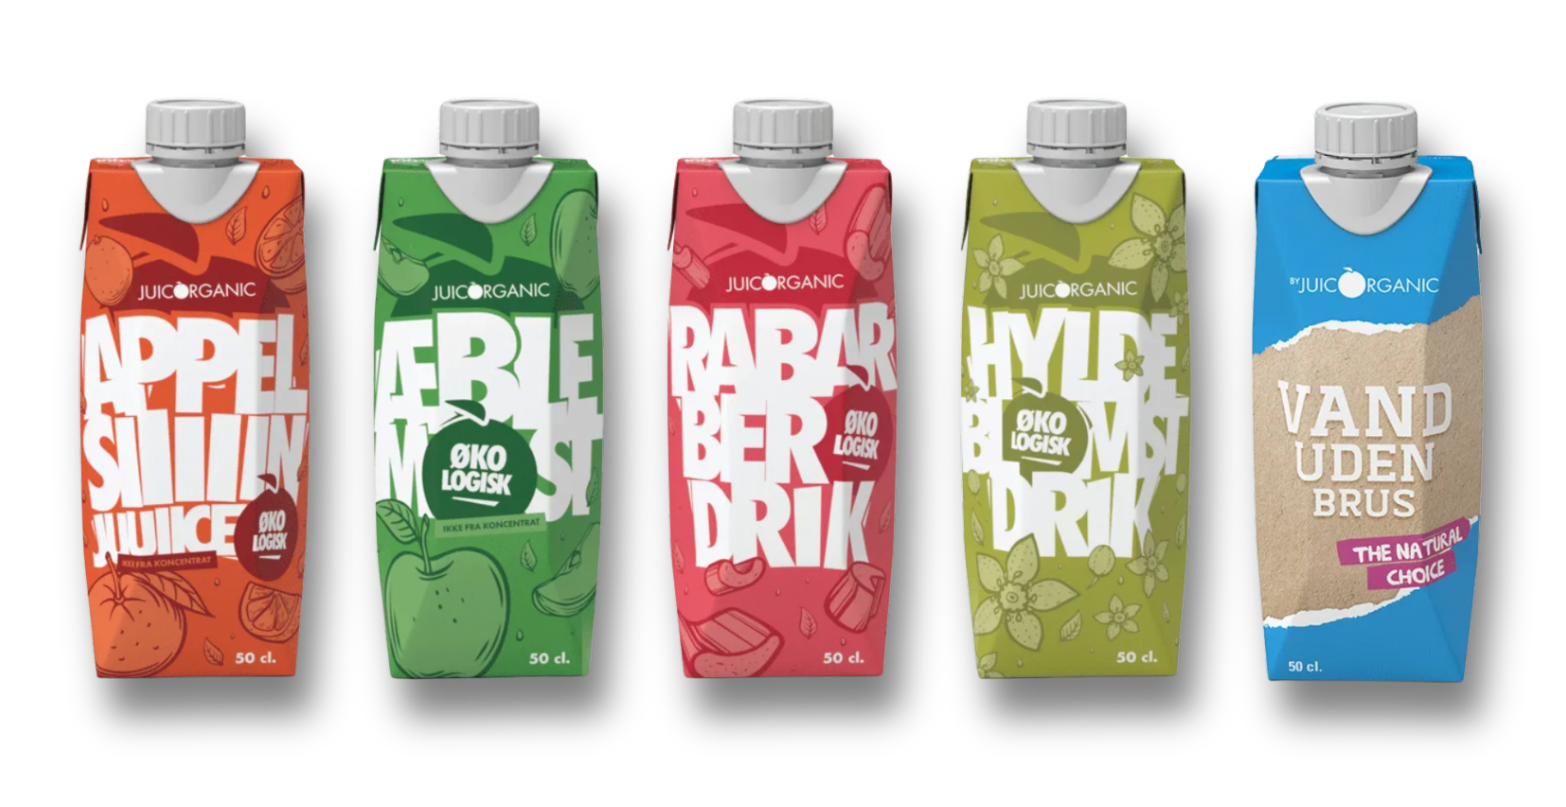 JUICORGANIC
APPEL
SIIIIN
JUUIICE
ØKO
LOGISK
IKKE FRA KONCENTRAT
50 cl.
JUICORGANIC
ÆBLE
MOST
ØKO
LOGISK
IKKE FRA KONCENTRAT
50 cl.
JUICORGANIC
RABAR
BER
DRIK
ØKO
LOGISK
50 cl.
JUICORGANIC
HYLDE
BLOMST
DRIK
ØKO
LOGISK
50 cl.
BY JUICORGANIC
VAND
UDEN
BRUS
THE NATURAL
CHOICE
50 cl.